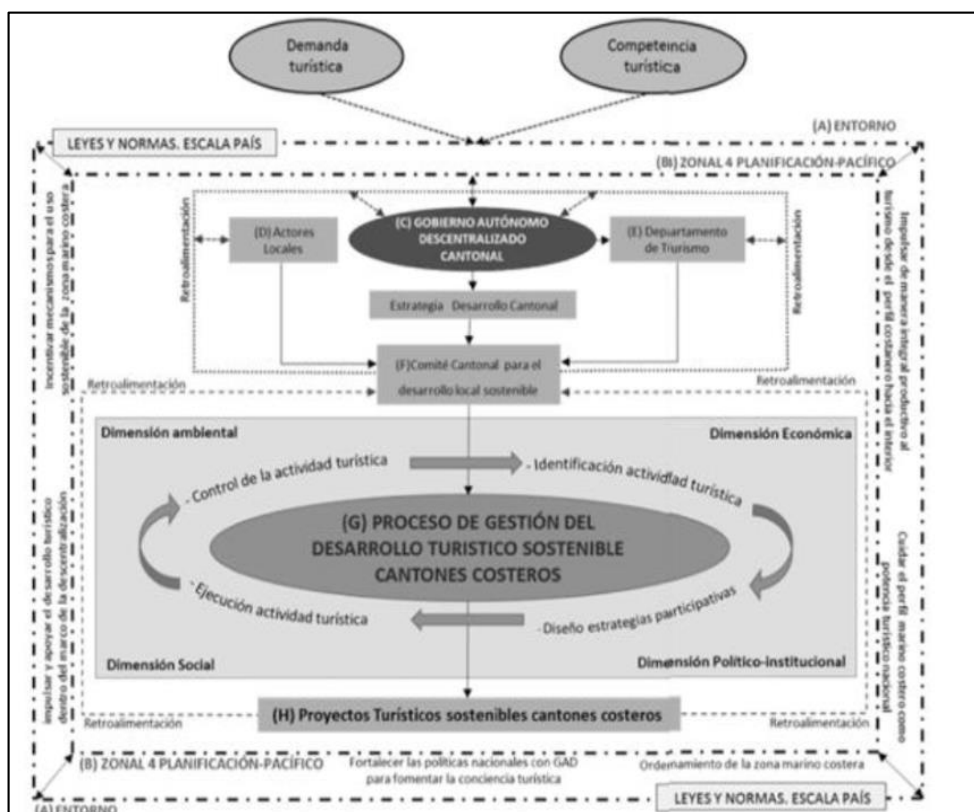 Demanda
turística
Competencia
turística
(A) ENTORNO
LEYES Y NORMAS. ESCALA PAÍS
(B) ZONAL 4 PLANIFICACIÓN-PACÍFICO
Incentivar mecanismos para el uso
sostenible de la zona marino costera
Impulsar y apoyar el desarrollo turístico
dentro del marco de la descentralización
Retroalimentación
(D) Actores
Locales
(C) GOBIERNO AUTÓNOMO
DESCENTRALIZADO
CANTONAL
(E) Departamento
de Tiurismo
Retroalimentación
Impulsar de manera integral productivo al
turismo desde el perfil costanero hacia el interior
Cuidar el perfil marino costero como
potencia turístico nacional
Estrategia Desarrollo Cantonal
(F)Comité Cantonal para el
desarrollo local sostenible
Retroalimentación
Retroalimentación
Dimensión ambiental
Dimensión Económica
- Control de la actividad turística
- Identificación actividad turística
(G) PROCESO DE GESTIÓN DEL
DESARROLLO TURISTICO SOSTENIBLE
CANTONES COSTEROS
- Ejecución actividad turística
- Diseño estrategias participativas
Dimensión Social
Dimensión Político-institucional
(H) Proyectos Turísticos sostenibles cantones costeros
Retroalimentación
Retroalimentación
(B) ZONAL 4 PLANIFICACIÓN-PACÍFICO
Fortalecer las políticas nacionales con GAD
para fomentar la conciencia turística
Ordenamiento de la zona marino costera
LEYES Y NORMAS. ESCALA PAÍS
(A) ENTORNO